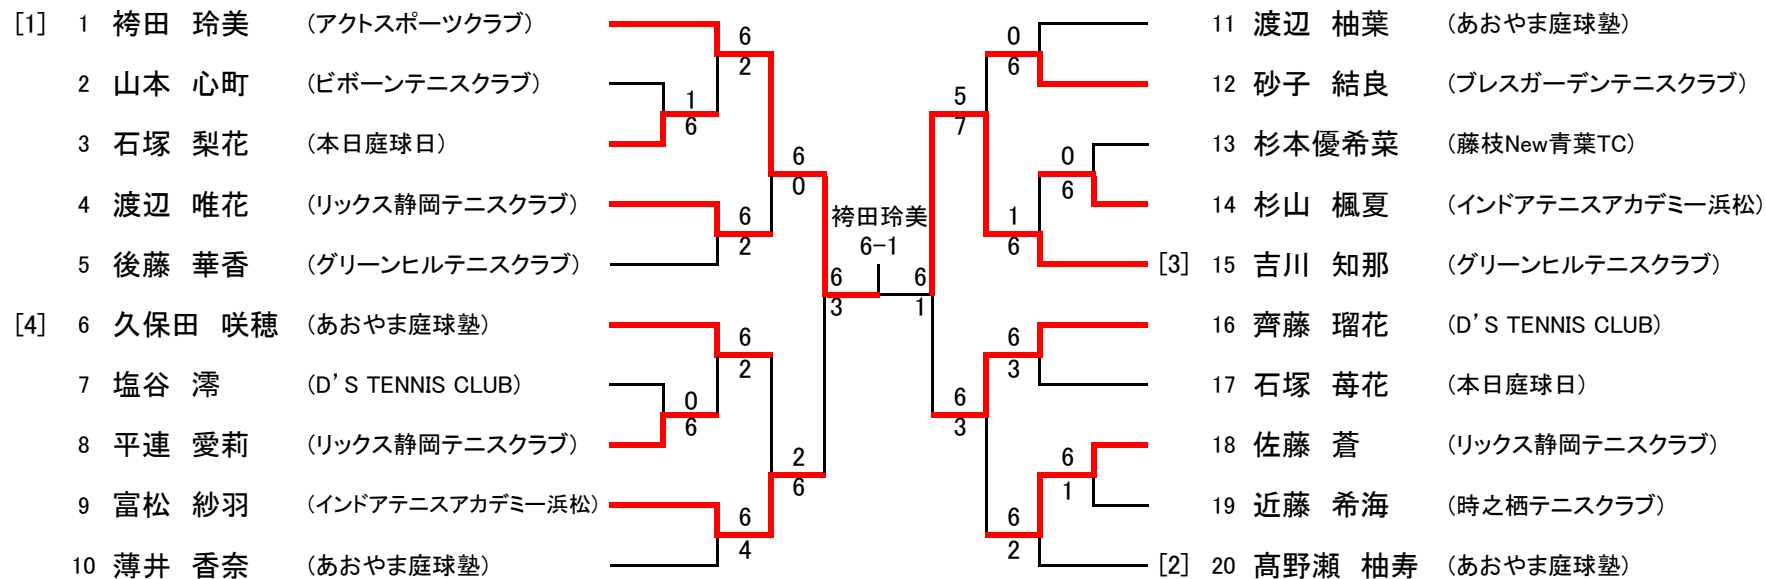 [1] 1 袴田 玲美 (アクトスポーツクラブ)
2 山本 心町 (ビボーンテニスクラブ)
3 石塚 梨花 (本日庭球日)
4 渡辺 唯花 (リックス静岡テニスクラブ)
5 後藤 華香 (グリーンヒルテニスクラブ)
[4] 6 久保田 咲穂 (あおやま庭球塾)
7 塩谷 澪 (D'S TENNIS CLUB)
8 平連 愛莉 (リックス静岡テニスクラブ)
9 富松 紗羽 (インドアテニスアカデミー浜松)
10 薄井 香奈 (あおやま庭球塾)
6
2
1
6
6
2
6
2
0
6
6
4
6
0
2
6
6
3
袴田玲美
6-1
6
1
5
7
6
3
0
6
1
6
0
6
6
3
6
1
6
2
11 渡辺 柚葉 (あおやま庭球塾)
12 砂子 結良 (ブレスガーデンテニスクラブ)
13 杉本優希菜 (藤枝New青葉TC)
14 杉山 楓夏 (インドアテニスアカデミー浜松)
[3] 15 吉川 知那 (グリーンヒルテニスクラブ)
16 齊藤 瑠花 (D'S TENNIS CLUB)
17 石塚 苺花 (本日庭球日)
18 佐藤 蒼 (リックス静岡テニスクラブ)
19 近藤 希海 (時之栖テニスクラブ)
[2] 20 髙野瀬 柚寿 (あおやま庭球塾)